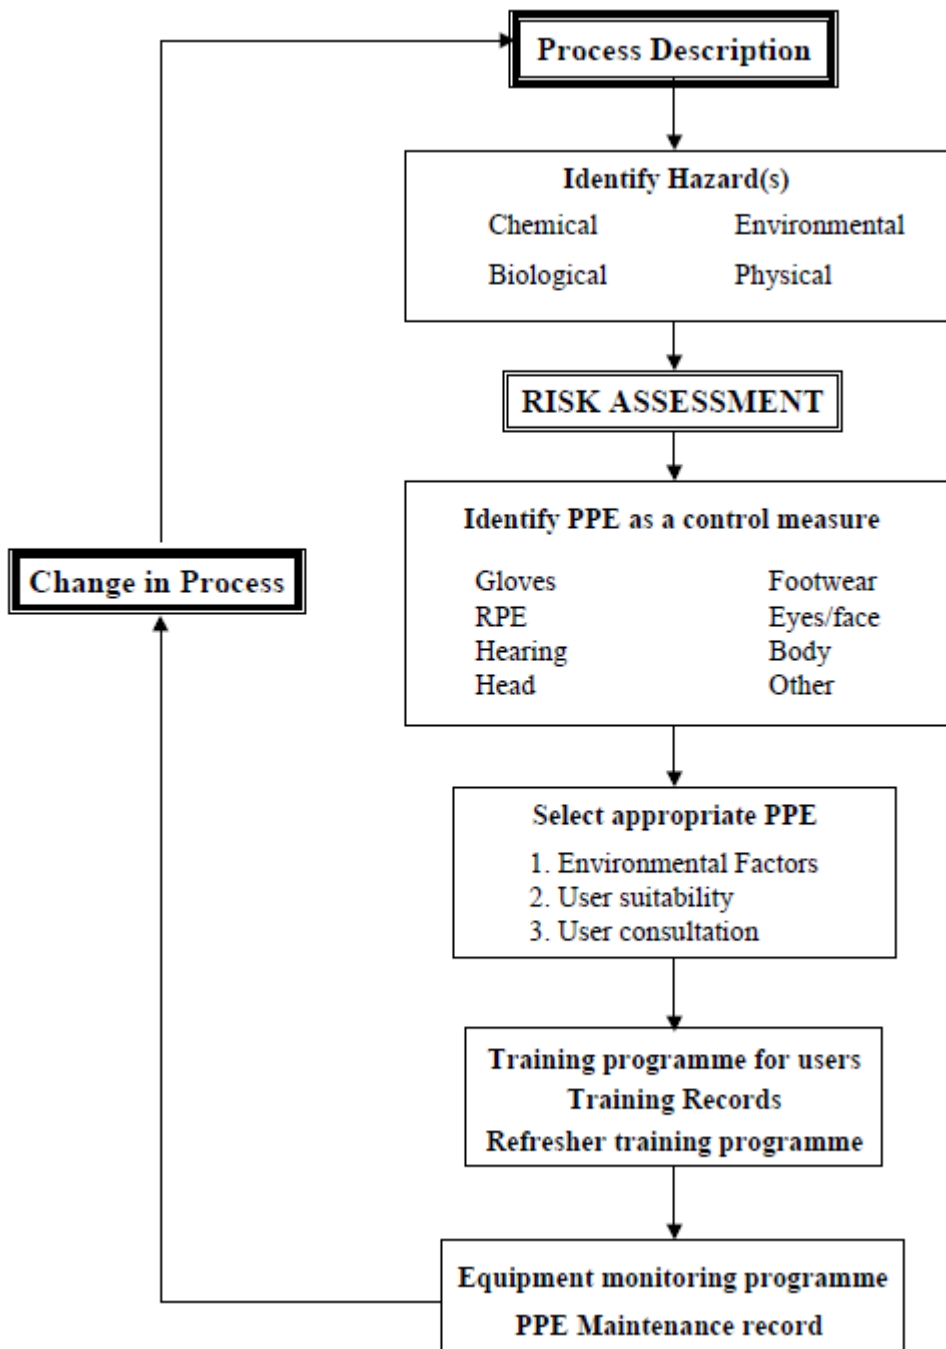 Process Description
Identify Hazard(s)
Chemical Environmental
Biological Physical
RISK ASSESSMENT
Identify PPE as a control measure
Gloves Footwear
RPE Eyes/face
Hearing Body
Head Other
Change in Process
Select appropriate PPE
1. Environmental Factors
2. User suitability
3. User consultation
Training programme for users
Training Records
Refresher training programme
Equipment monitoring programme
PPE Maintenance record